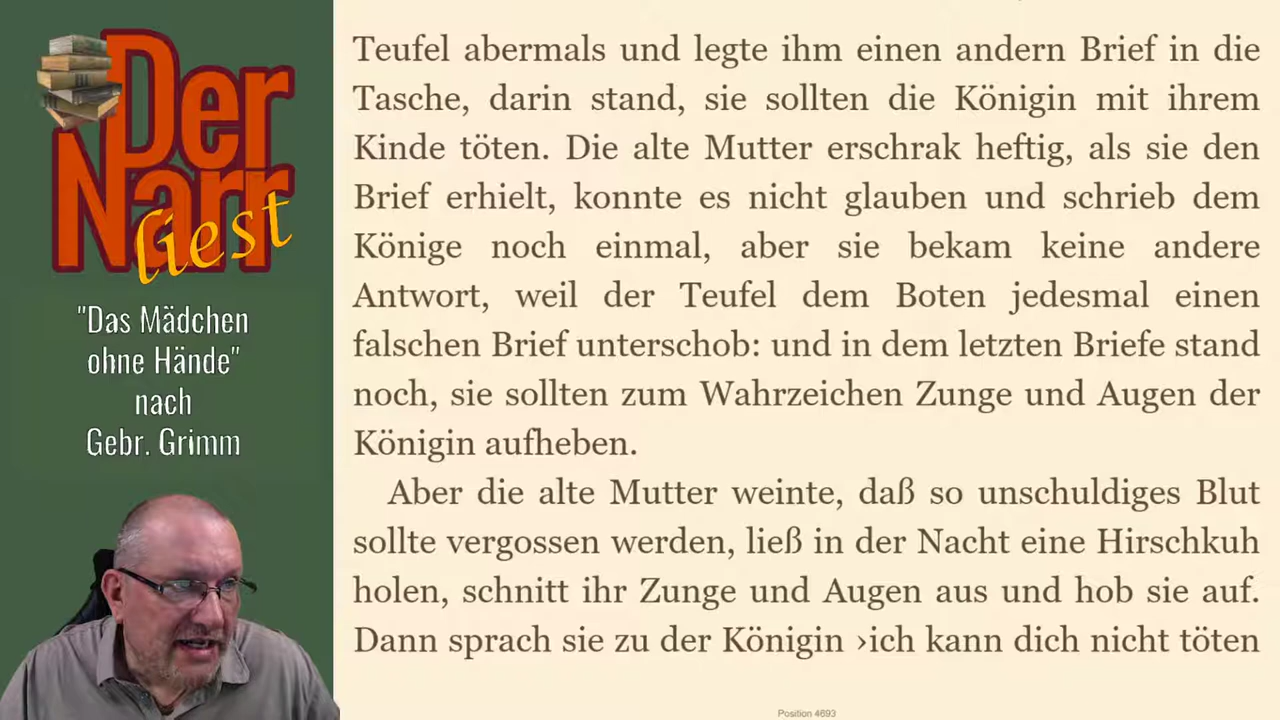 Der
Narr
liest
"Das Mädchen
ohne Hände"
nach
Gebr. Grimm
Teufel abermals und legte ihm einen andern Brief in die
Tasche, darin stand, sie sollten die Königin mit ihrem
Kinde töten. Die alte Mutter erschrak heftig, als sie den
Brief erhielt, konnte es nicht glauben und schrieb dem
Könige noch einmal, aber sie bekam keine andere
Antwort, weil der Teufel dem Boten jedesmal einen
falschen Brief unterschob: und in dem letzten Briefe stand
noch, sie sollten zum Wahrzeichen Zunge und Augen der
Königin aufheben.
Aber die alte Mutter weinte, daß so unschuldiges Blut
sollte vergossen werden, ließ in der Nacht eine Hirschkuh
holen, schnitt ihr Zunge und Augen aus und hob sie auf.
Dann sprach sie zu der Königin ›ich kann dich nicht töten
Position 4693